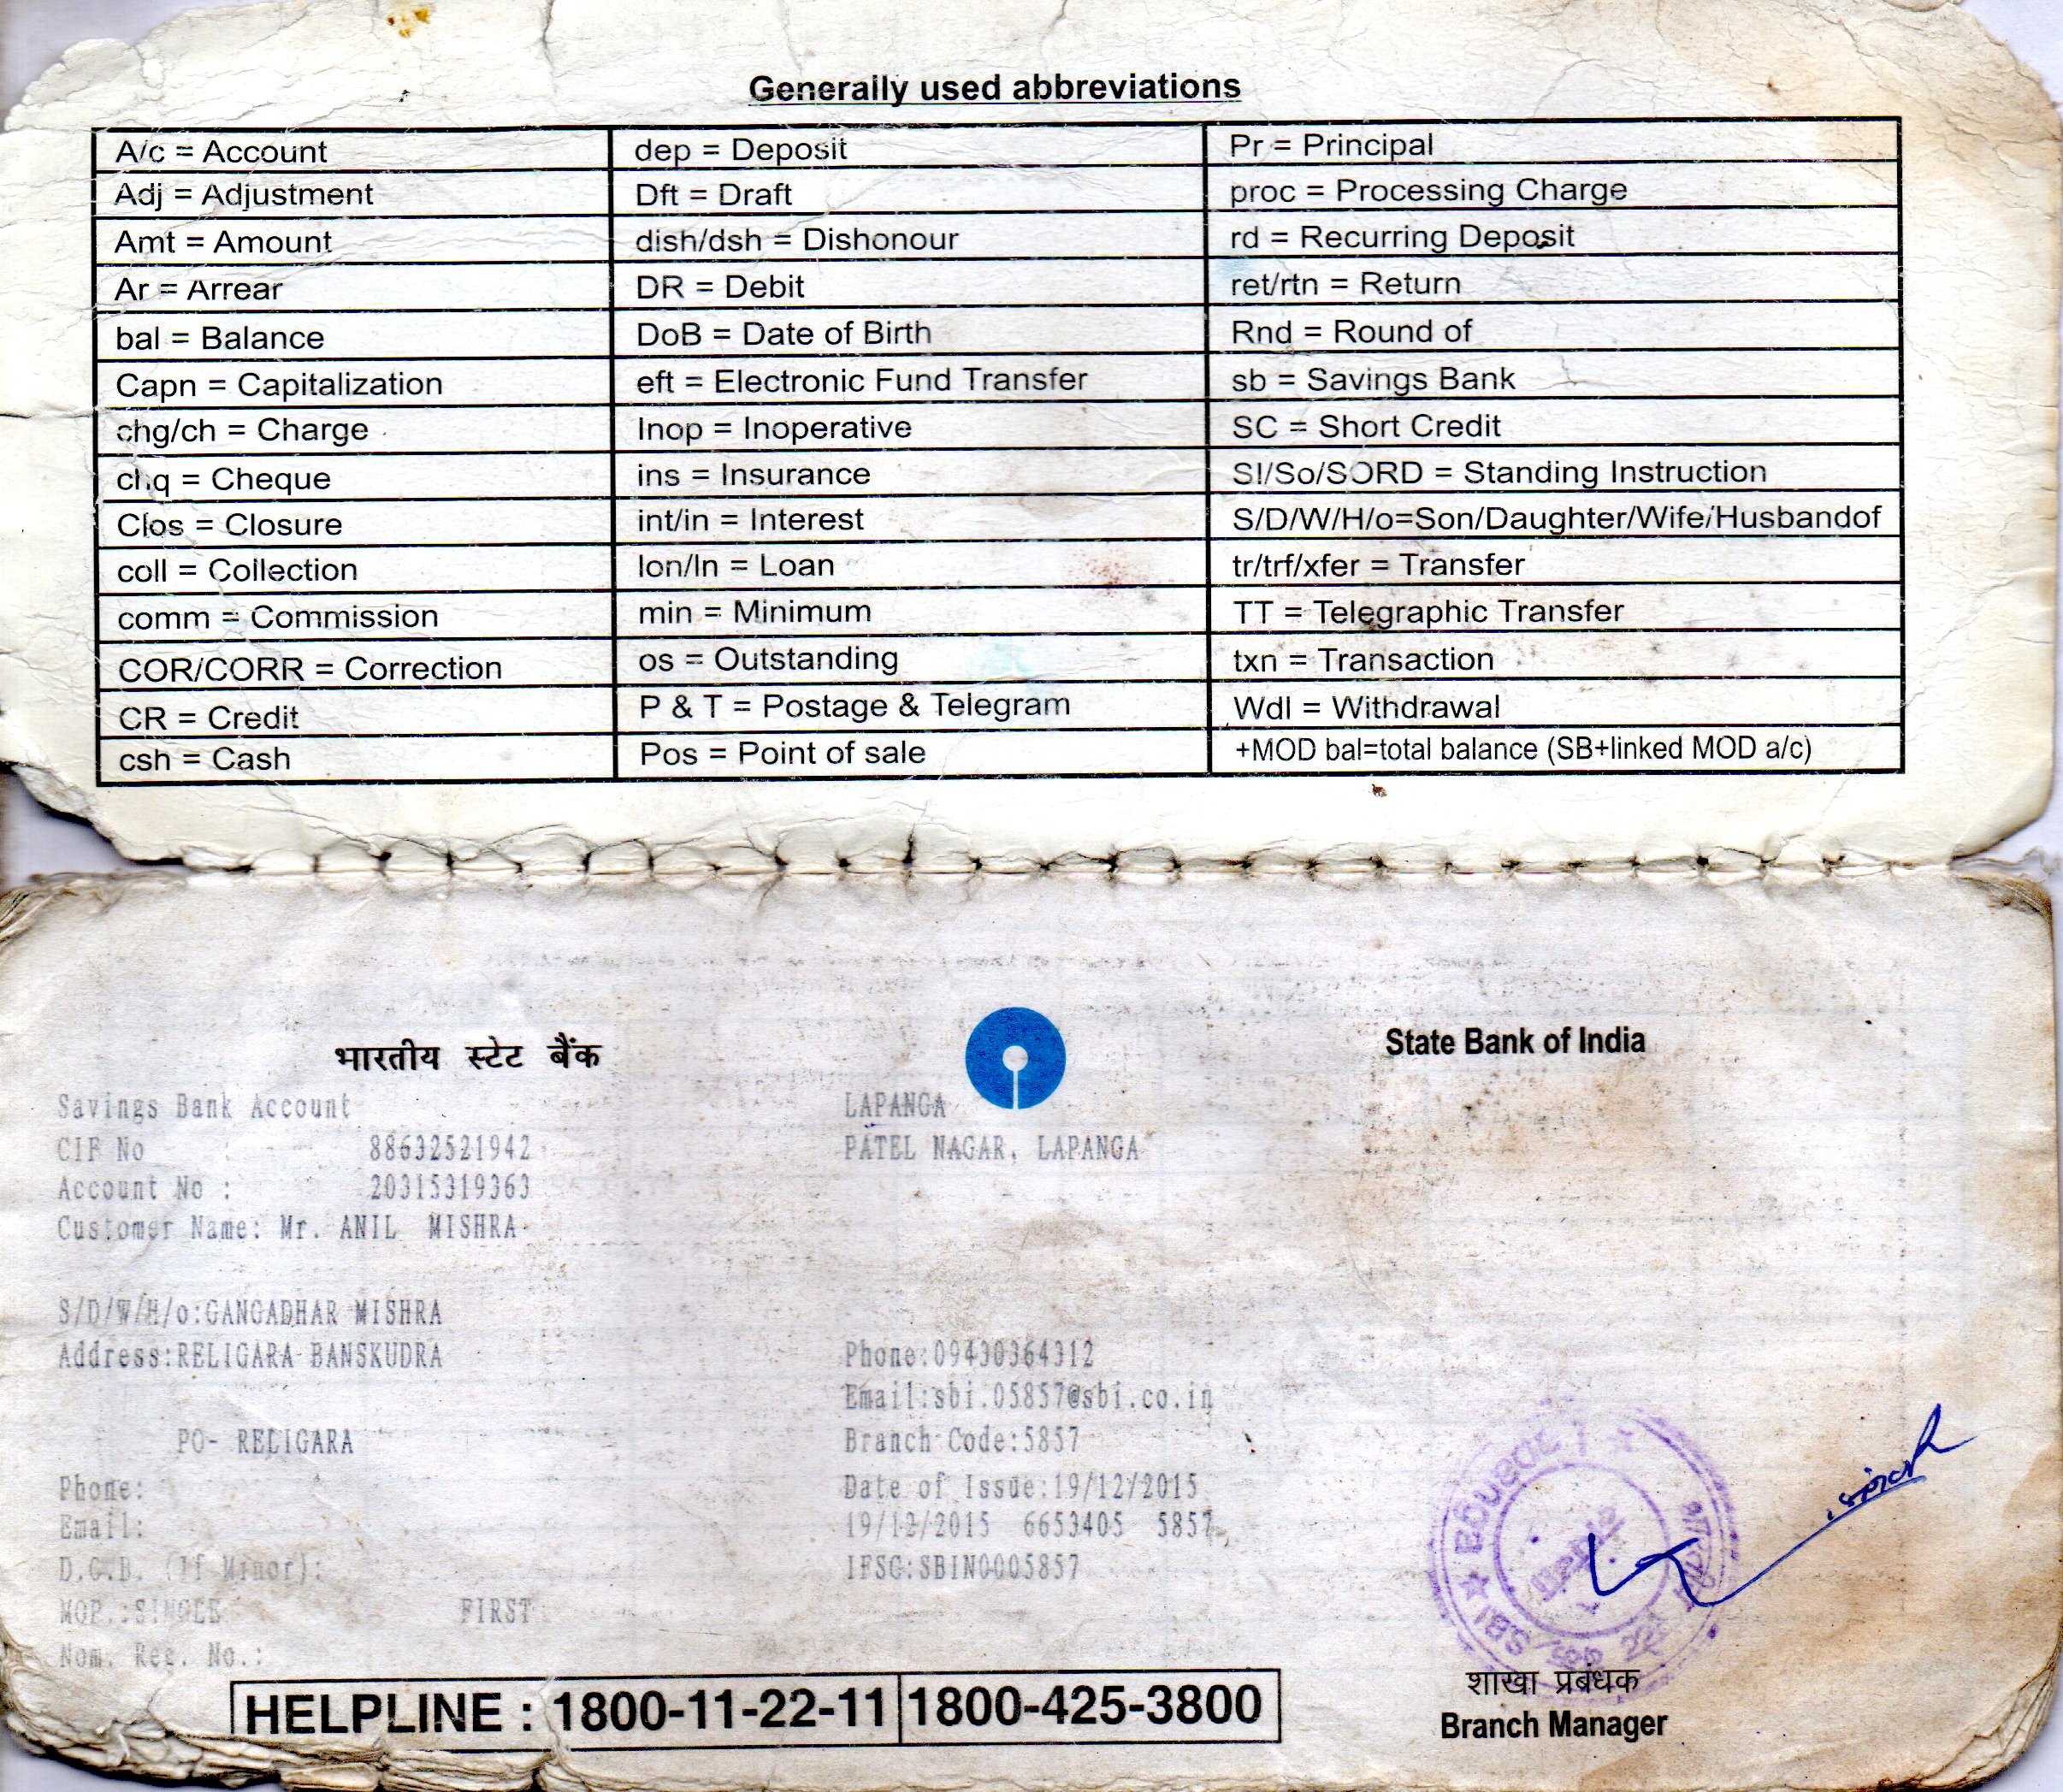 Generally used abbreviations
A/c = Account
dep = Deposit
Pr = Principal
Adj = Adjustment
Dft = Draft
proc = Processing Charge
Amt = Amount
dish/dsh = Dishonour
rd = Recurring Deposit
Ar = Arrear
DR = Debit
ret/rtn = Return
bal = Balance
DoB = Date of Birth
Rnd = Round of
Capn = Capitalization
eft = Electronic Fund Transfer
sb = Savings Bank
chg/ch = Charge
Inop = Inoperative
SC = Short Credit
chq = Cheque
ins = Insurance
SI/So/SORD = Standing Instruction
Clos = Closure
int/in = Interest
S/D/W/H/o=Son/Daughter/Wife/Husbandof
coll = Collection
lon/ln = Loan
tr/trf/xfer = Transfer
comm = Commission
min = Minimum
TT = Telegraphic Transfer
COR/CORR = Correction
os = Outstanding
txn = Transaction
CR = Credit
P & T = Postage & Telegram
Wdl = Withdrawal
csh = Cash
Pos = Point of sale
+MOD bal=total balance (SB+linked MOD a/c)
भारतीय स्टेट बैंक
State Bank of India
Savings Bank Account
LAPANGA
CIF No : 88632521942
PATEL NAGAR, LAPANGA
Account No : 20315319363
Customer Name: Mr. ANIL MISHRA
S/D/W/H/o:GANGADHAR MISHRA
Address:RELIGARA BANSKUDRA
Phone:09430364312
Email:sbi.05857@sbi.co.in
PO- RELIGARA
Branch Code:5857
Phone:
Date of Issue:19/12/2015
Email:
19/12/2015 6653405 5857
D.O.B. (If Minor):
IFSC:SBIN0005857
MOP.:SINGLE FIRST
Nom. Reg. No.:
SBI ★ Lapanga ★
शाखा प्रबंधक
Branch Manager
HELPLINE : 1800-11-22-11 1800-425-3800